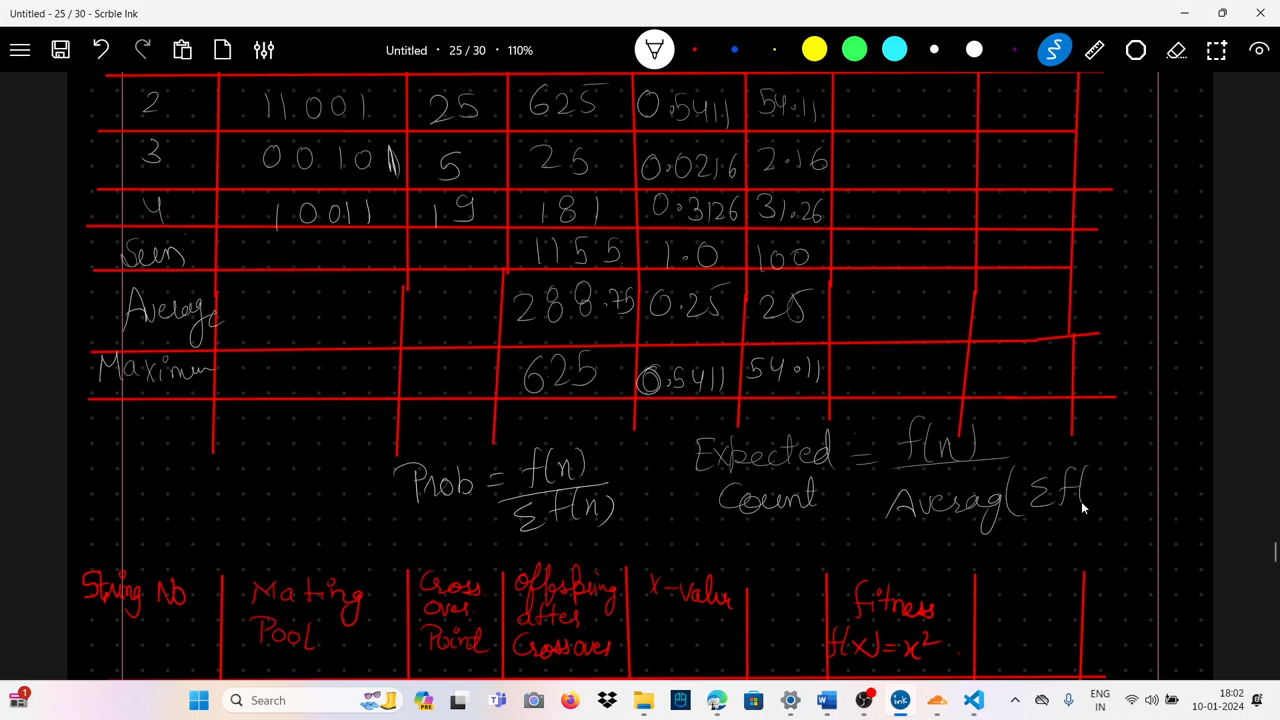 Untitled - 25 / 30 - Scrble Ink
Untitled • 25 / 30 • 110%
2 11001 25 625 0.5411 54.11
3 00101 5 25 0.0216 2.16
4 10011 19 181 0.3126 31.26
Sum 1155 1.0 100
Average 288.75 0.25 25
Maximum 625 0.5411 54.11
Prob = f(n) / Σ f(n)
Expected Count = f(n) / Averag( Σf(
String No Mating Pool Cross over Point Offspring after Crossover X-value fitness f(x) = x²
1
Search
PRE
ENG
IN
18:02
10-01-2024